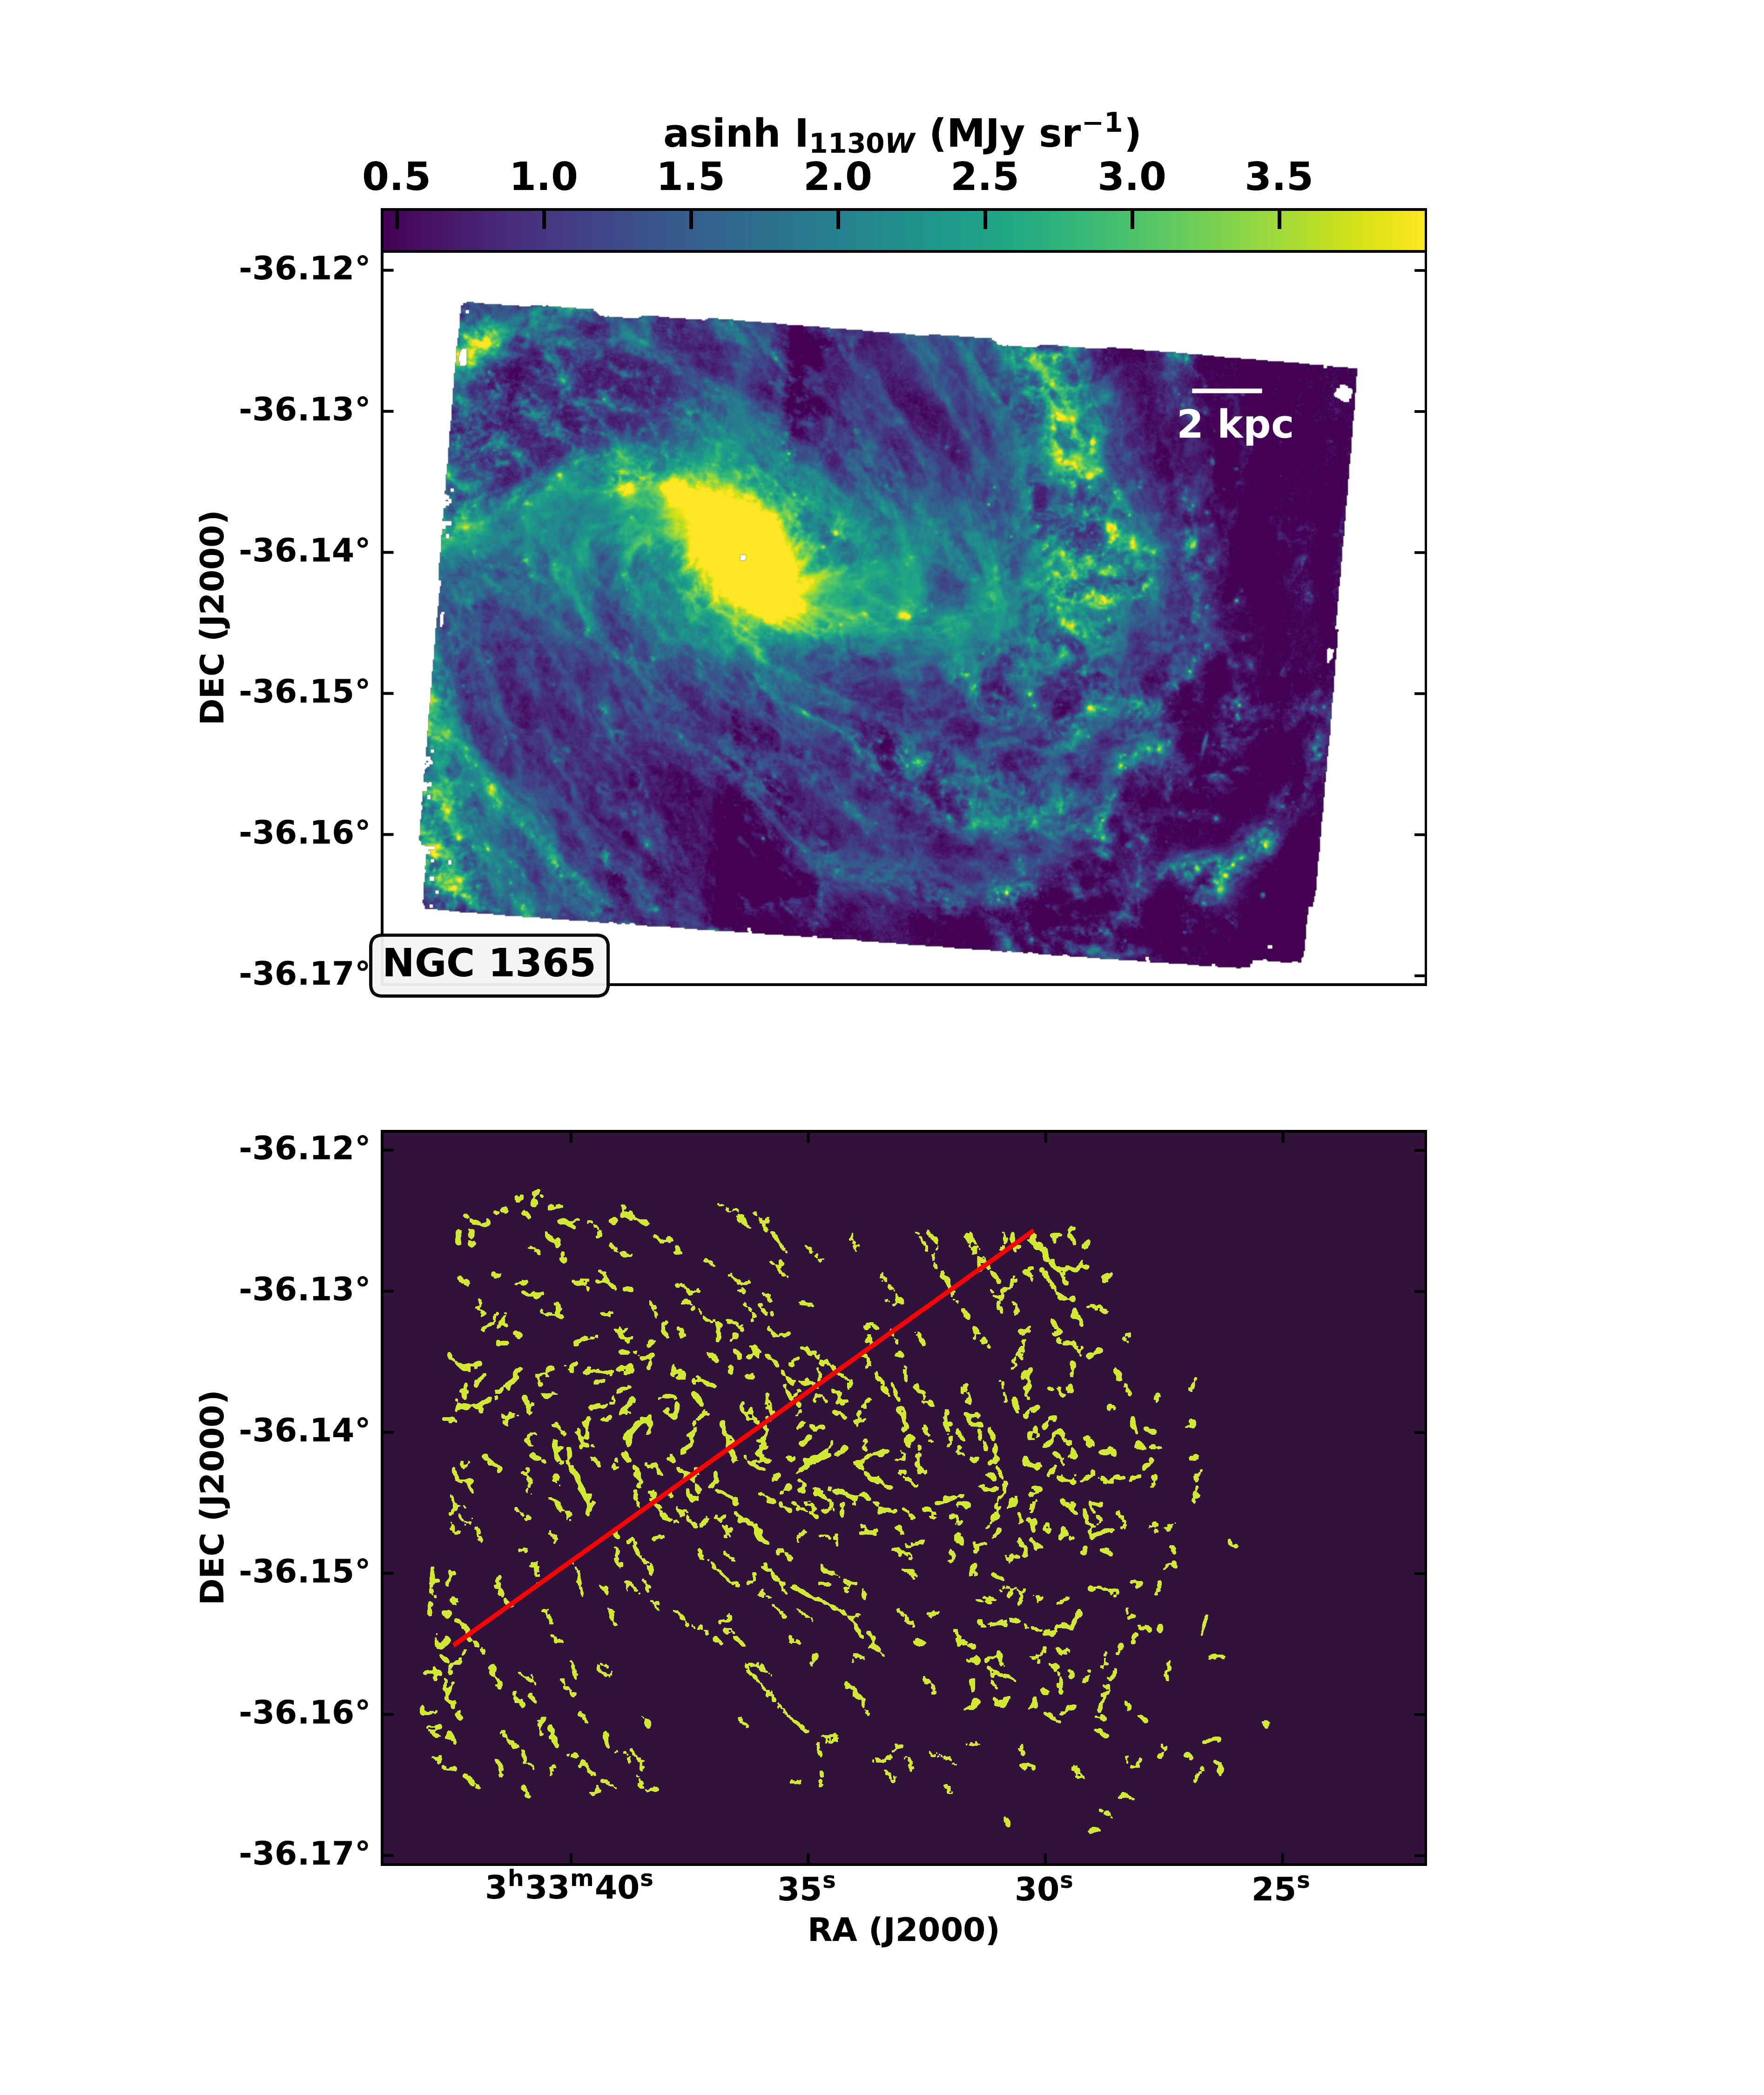 asinh I1130W (MJy sr−1)
0.5 1.0 1.5 2.0 2.5 3.0 3.5
-36.12°
-36.13°
-36.14°
-36.15°
-36.16°
-36.17°
DEC (J2000)
2 kpc
NGC 1365
-36.12°
-36.13°
-36.14°
-36.15°
-36.16°
-36.17°
DEC (J2000)
3h33m40s 35s 30s 25s
RA (J2000)